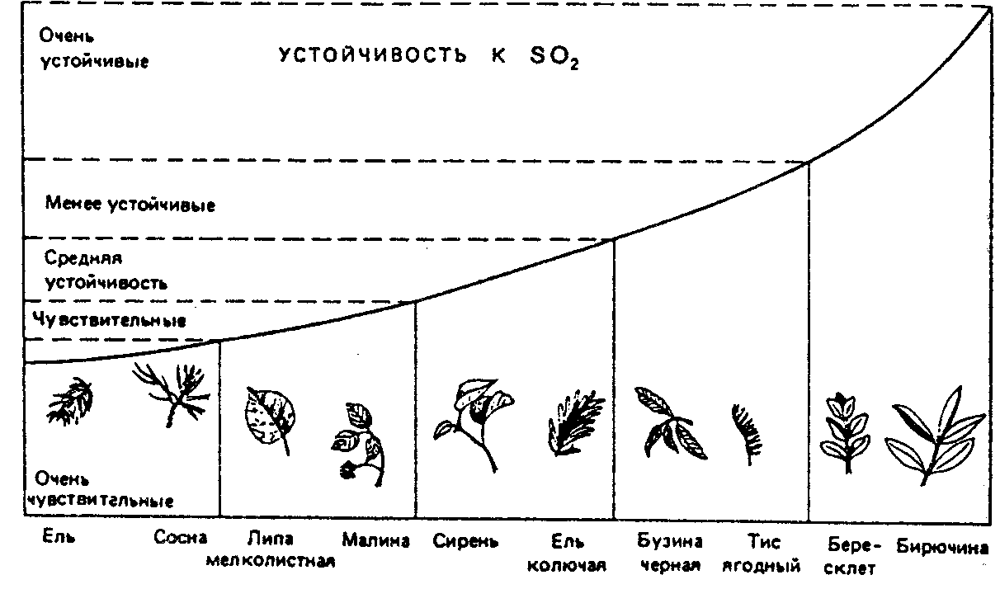 Очень
устойчивые
УСТОЙЧИВОСТЬ К SO₂
Менее устойчивые
Средняя
устойчивость
Чувствительные
Очень
чувствительные
Ель
Сосна
Липа
мелколистная
Малина
Сирень
Ель
колючая
Бузина
черная
Тис
ягодный
Бере-
склет
Бирючина